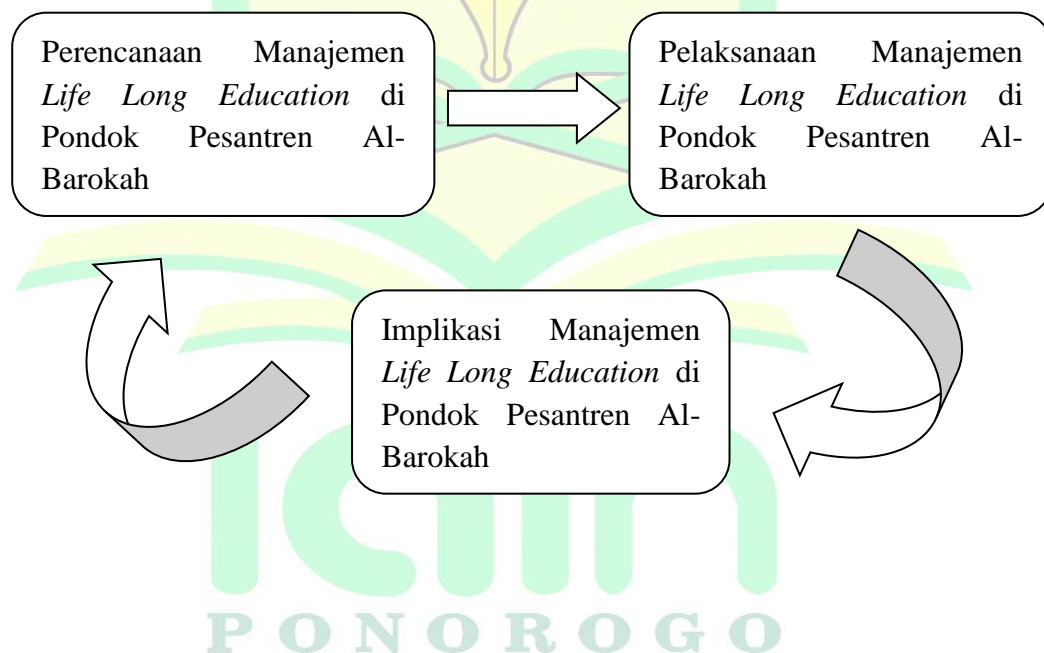 Perencanaan Manajemen
Life Long Education di
Pondok Pesantren Al-
Barokah
Pelaksanaan Manajemen
Life Long Education di
Pondok Pesantren Al-
Barokah
Implikasi Manajemen
Life Long Education di
Pondok Pesantren Al-
Barokah
iain
PONOROGO